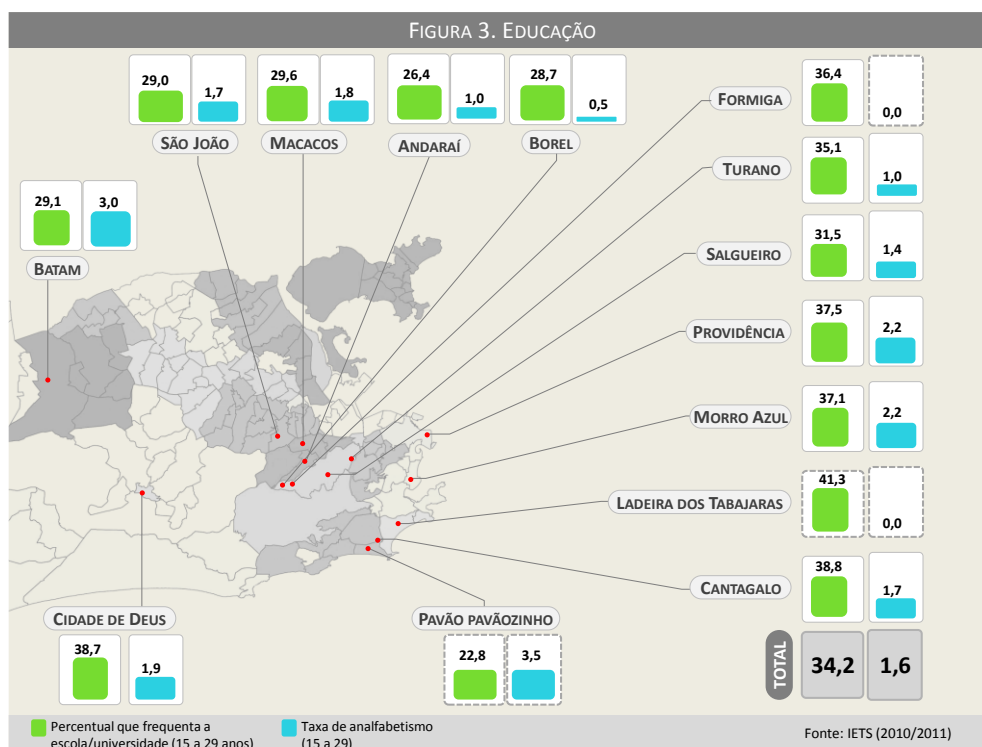 FIGURA 3. EDUCAÇÃO
29,0
1,7
SÃO JOÃO
29,6
1,8
MACACOS
26,4
1,0
ANDARAÍ
28,7
0,5
BOREL
36,4
0,0
FORMIGA
35,1
1,0
TURANO
31,5
1,4
SALGUEIRO
37,5
2,2
PROVIDÊNCIA
37,1
2,2
MORRO AZUL
41,3
0,0
LADEIRA DOS TABAJARAS
38,8
1,7
CANTAGALO
29,1
3,0
BATAM
CIDADE DE DEUS
38,7
1,9
PAVÃO PAVÃOZINHO
22,8
3,5
TOTAL
34,2
1,6
Percentual que frequenta a
escola/universidade (15 a 29 anos)
Taxa de analfabetismo
(15 a 29)
Fonte: IETS (2010/2011)